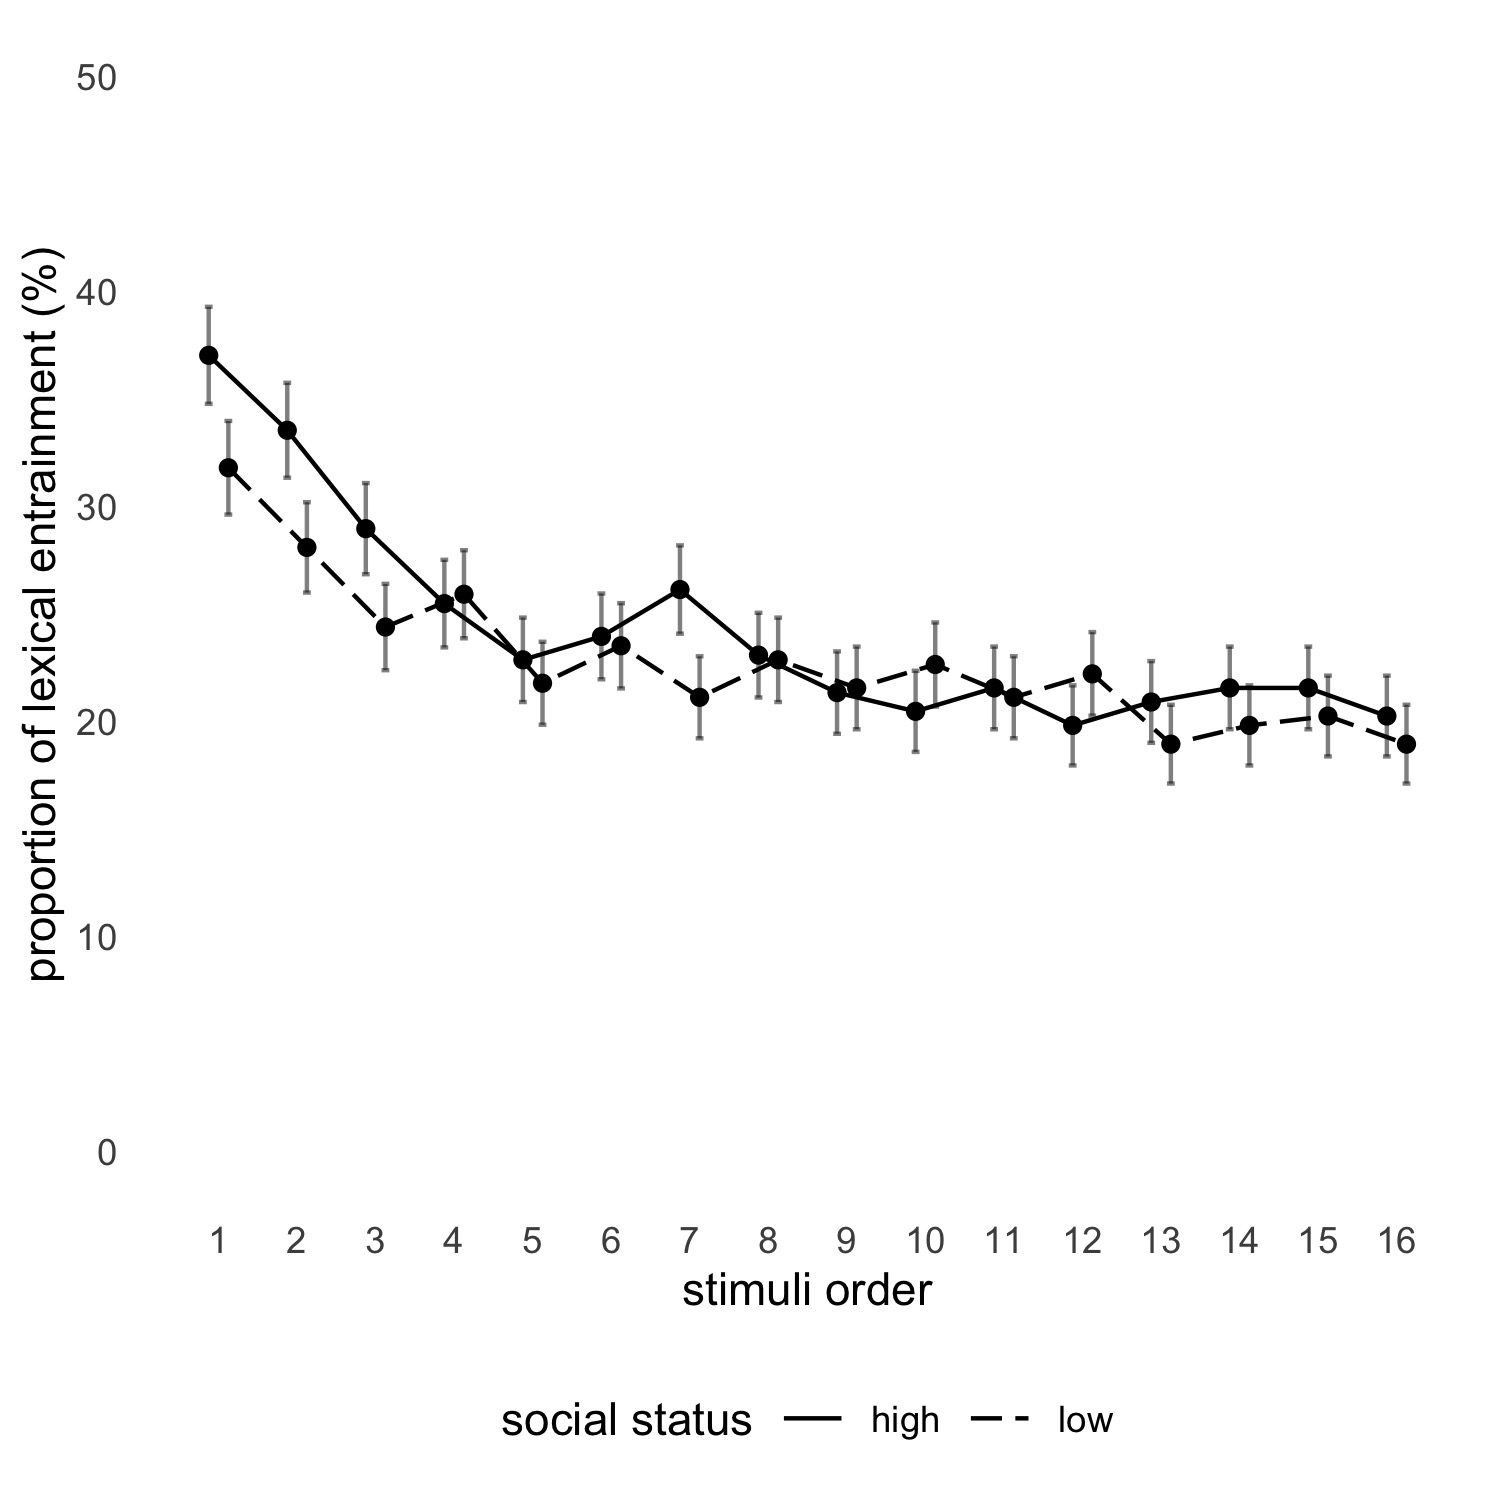 proportion of lexical entrainment (%)
50
40
30
20
10
0
1 2 3 4 5 6 7 8 9 10 11 12 13 14 15 16
stimuli order
social status high low